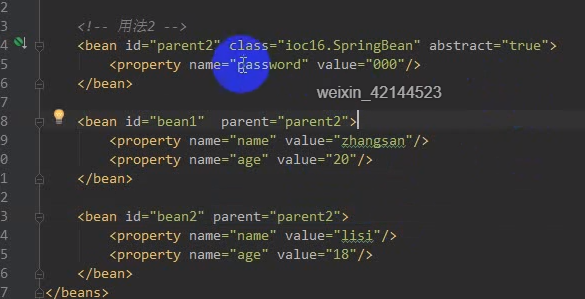 2
3 <!-- 用法2 -->
4 <bean id="parent2" class="ioc16.SpringBean" abstract="true">
5 <property name="password" value="000"/>
6 </bean>
weixin_42144523
7
8 <bean id="bean1"  parent="parent2">
9 <property name="name" value="zhangsan"/>
0 <property name="age" value="20"/>
1 </bean>
2
3 <bean id="bean2" parent="parent2">
4 <property name="name" value="lisi"/>
5 <property name="age" value="18"/>
6 </bean>
7 </beans>